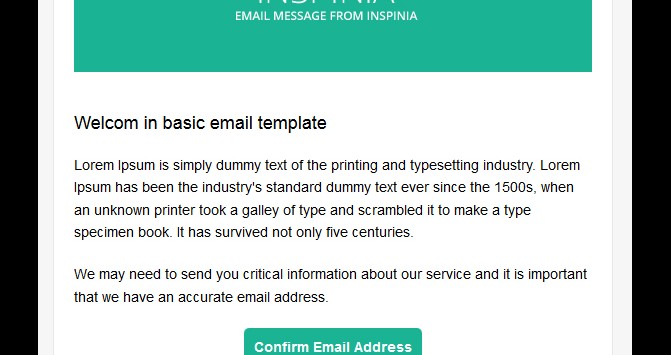 INSPINIA
EMAIL MESSAGE FROM INSPINIA
Welcom in basic email template
Lorem Ipsum is simply dummy text of the printing and typesetting industry. Lorem
Ipsum has been the industry's standard dummy text ever since the 1500s, when
an unknown printer took a galley of type and scrambled it to make a type
specimen book. It has survived not only five centuries.
We may need to send you critical information about our service and it is important
that we have an accurate email address.
Confirm Email Address